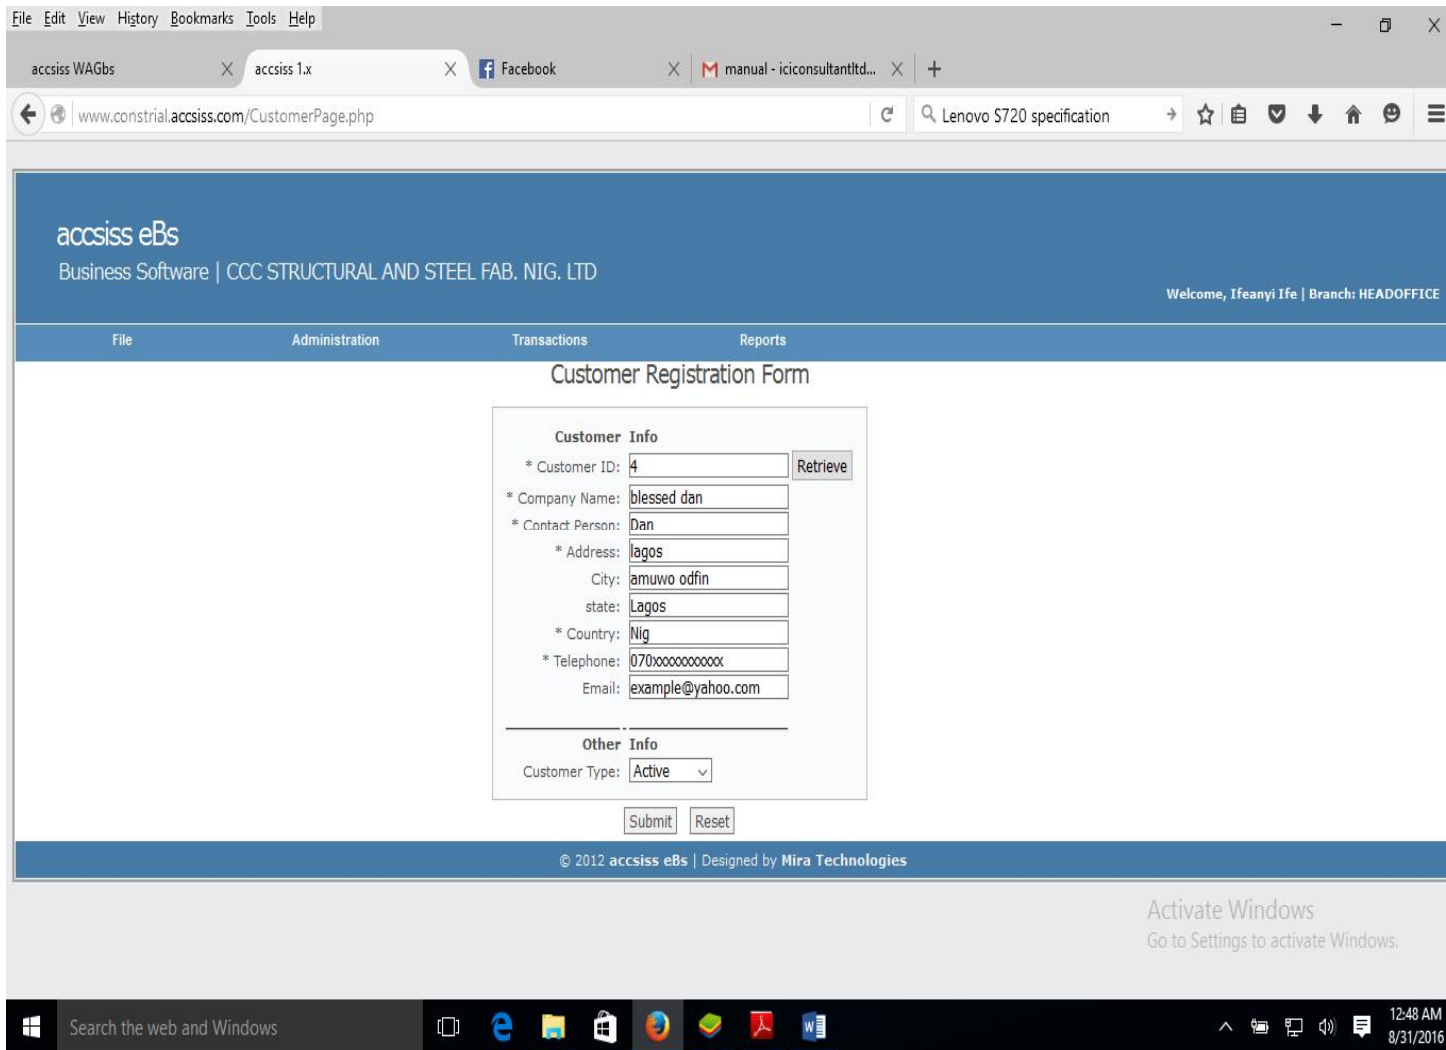 File Edit View History Bookmarks Tools Help
accsiss WAGbs accsiss 1.x Facebook manual - iciconsultantltd...
www.constrial.accsiss.com/CustomerPage.php Lenovo S720 specification
accsiss eBs
Business Software | CCC STRUCTURAL AND STEEL FAB. NIG. LTD
Welcome, Ifeanyi Ife | Branch: HEADOFFICE
File Administration Transactions Reports
Customer Registration Form
Customer Info
* Customer ID: 4 Retrieve
* Company Name: blessed dan
* Contact Person: Dan
* Address: lagos
City: amuwo odfin
state: Lagos
* Country: Nig
* Telephone: 070xxxxxxxxxx
Email: example@yahoo.com
Other Info
Customer Type: Active
Submit Reset
© 2012 accsiss eBs | Designed by Mira Technologies
Activate Windows
Go to Settings to activate Windows.
Search the web and Windows
12:48 AM
8/31/2016